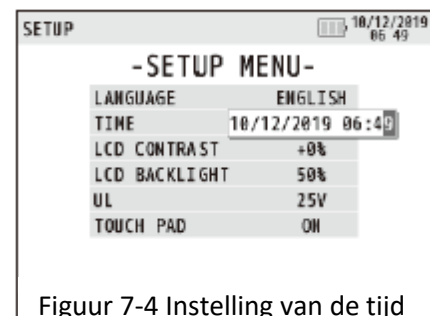 SETUP 10/12/2019
06 49
-SETUP MENU-
LANGUAGE ENGLISH
TIME 10/12/2019 06:49
LCD CONTRAST +0%
LCD BACKLIGHT 50%
UL 25V
TOUCH PAD ON
Figuur 7-4 Instelling van de tijd